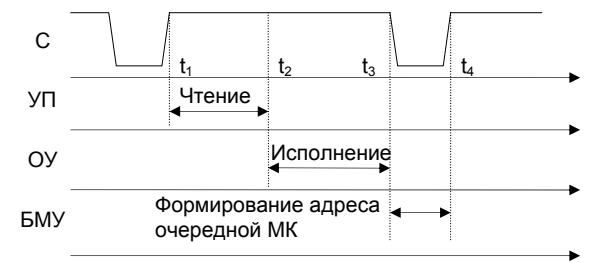 С
t₁ t₂ t₃ t₄
УП
Чтение
ОУ
Исполнение
БМУ
Формирование адреса
очередной МК